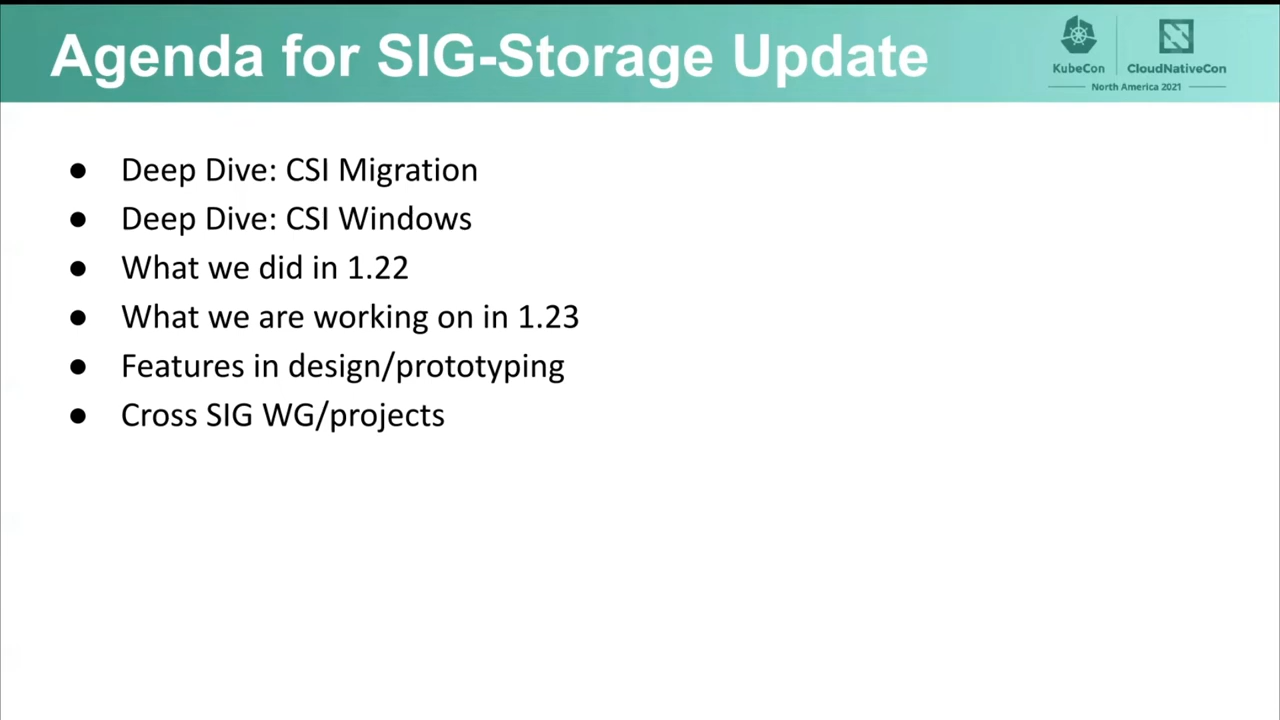 Agenda for SIG-Storage Update
KubeCon
CloudNativeCon
North America 2021
● Deep Dive: CSI Migration
● Deep Dive: CSI Windows
● What we did in 1.22
● What we are working on in 1.23
● Features in design/prototyping
● Cross SIG WG/projects